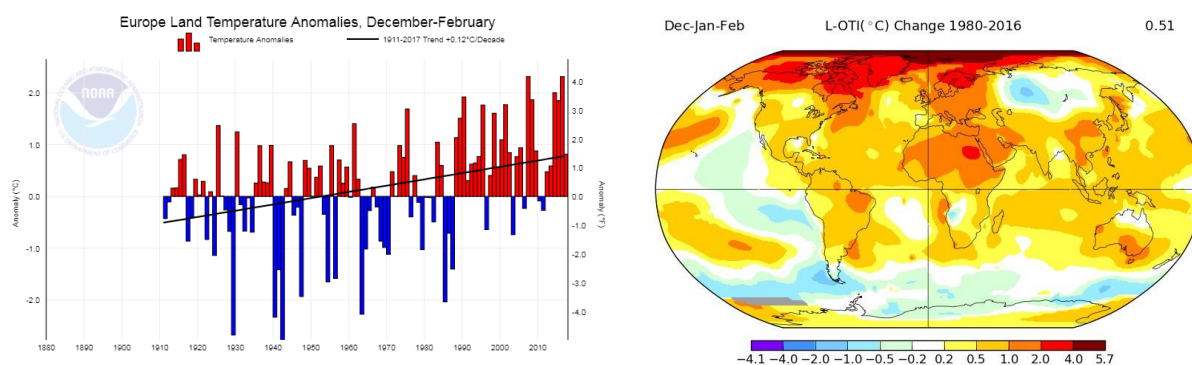 Europe Land Temperature Anomalies, December-February
Temperature Anomalies
1911-2017 Trend +0.12°C/Decade
NOAA
Anomaly (°C)
2.0
1.0
0.0
-1.0
-2.0
4.0
3.0
2.0
1.0
0.0
-1.0
-2.0
-3.0
-4.0
Anomaly (°F)
1880 1890 1900 1910 1920 1930 1940 1950 1960 1970 1980 1990 2000 2010
Dec-Jan-Feb L-OTI(°C) Change 1980-2016 0.51
-4.1 -4.0 -2.0 -1.0 -0.5 -0.2 0.2 0.5 1.0 2.0 4.0 5.7